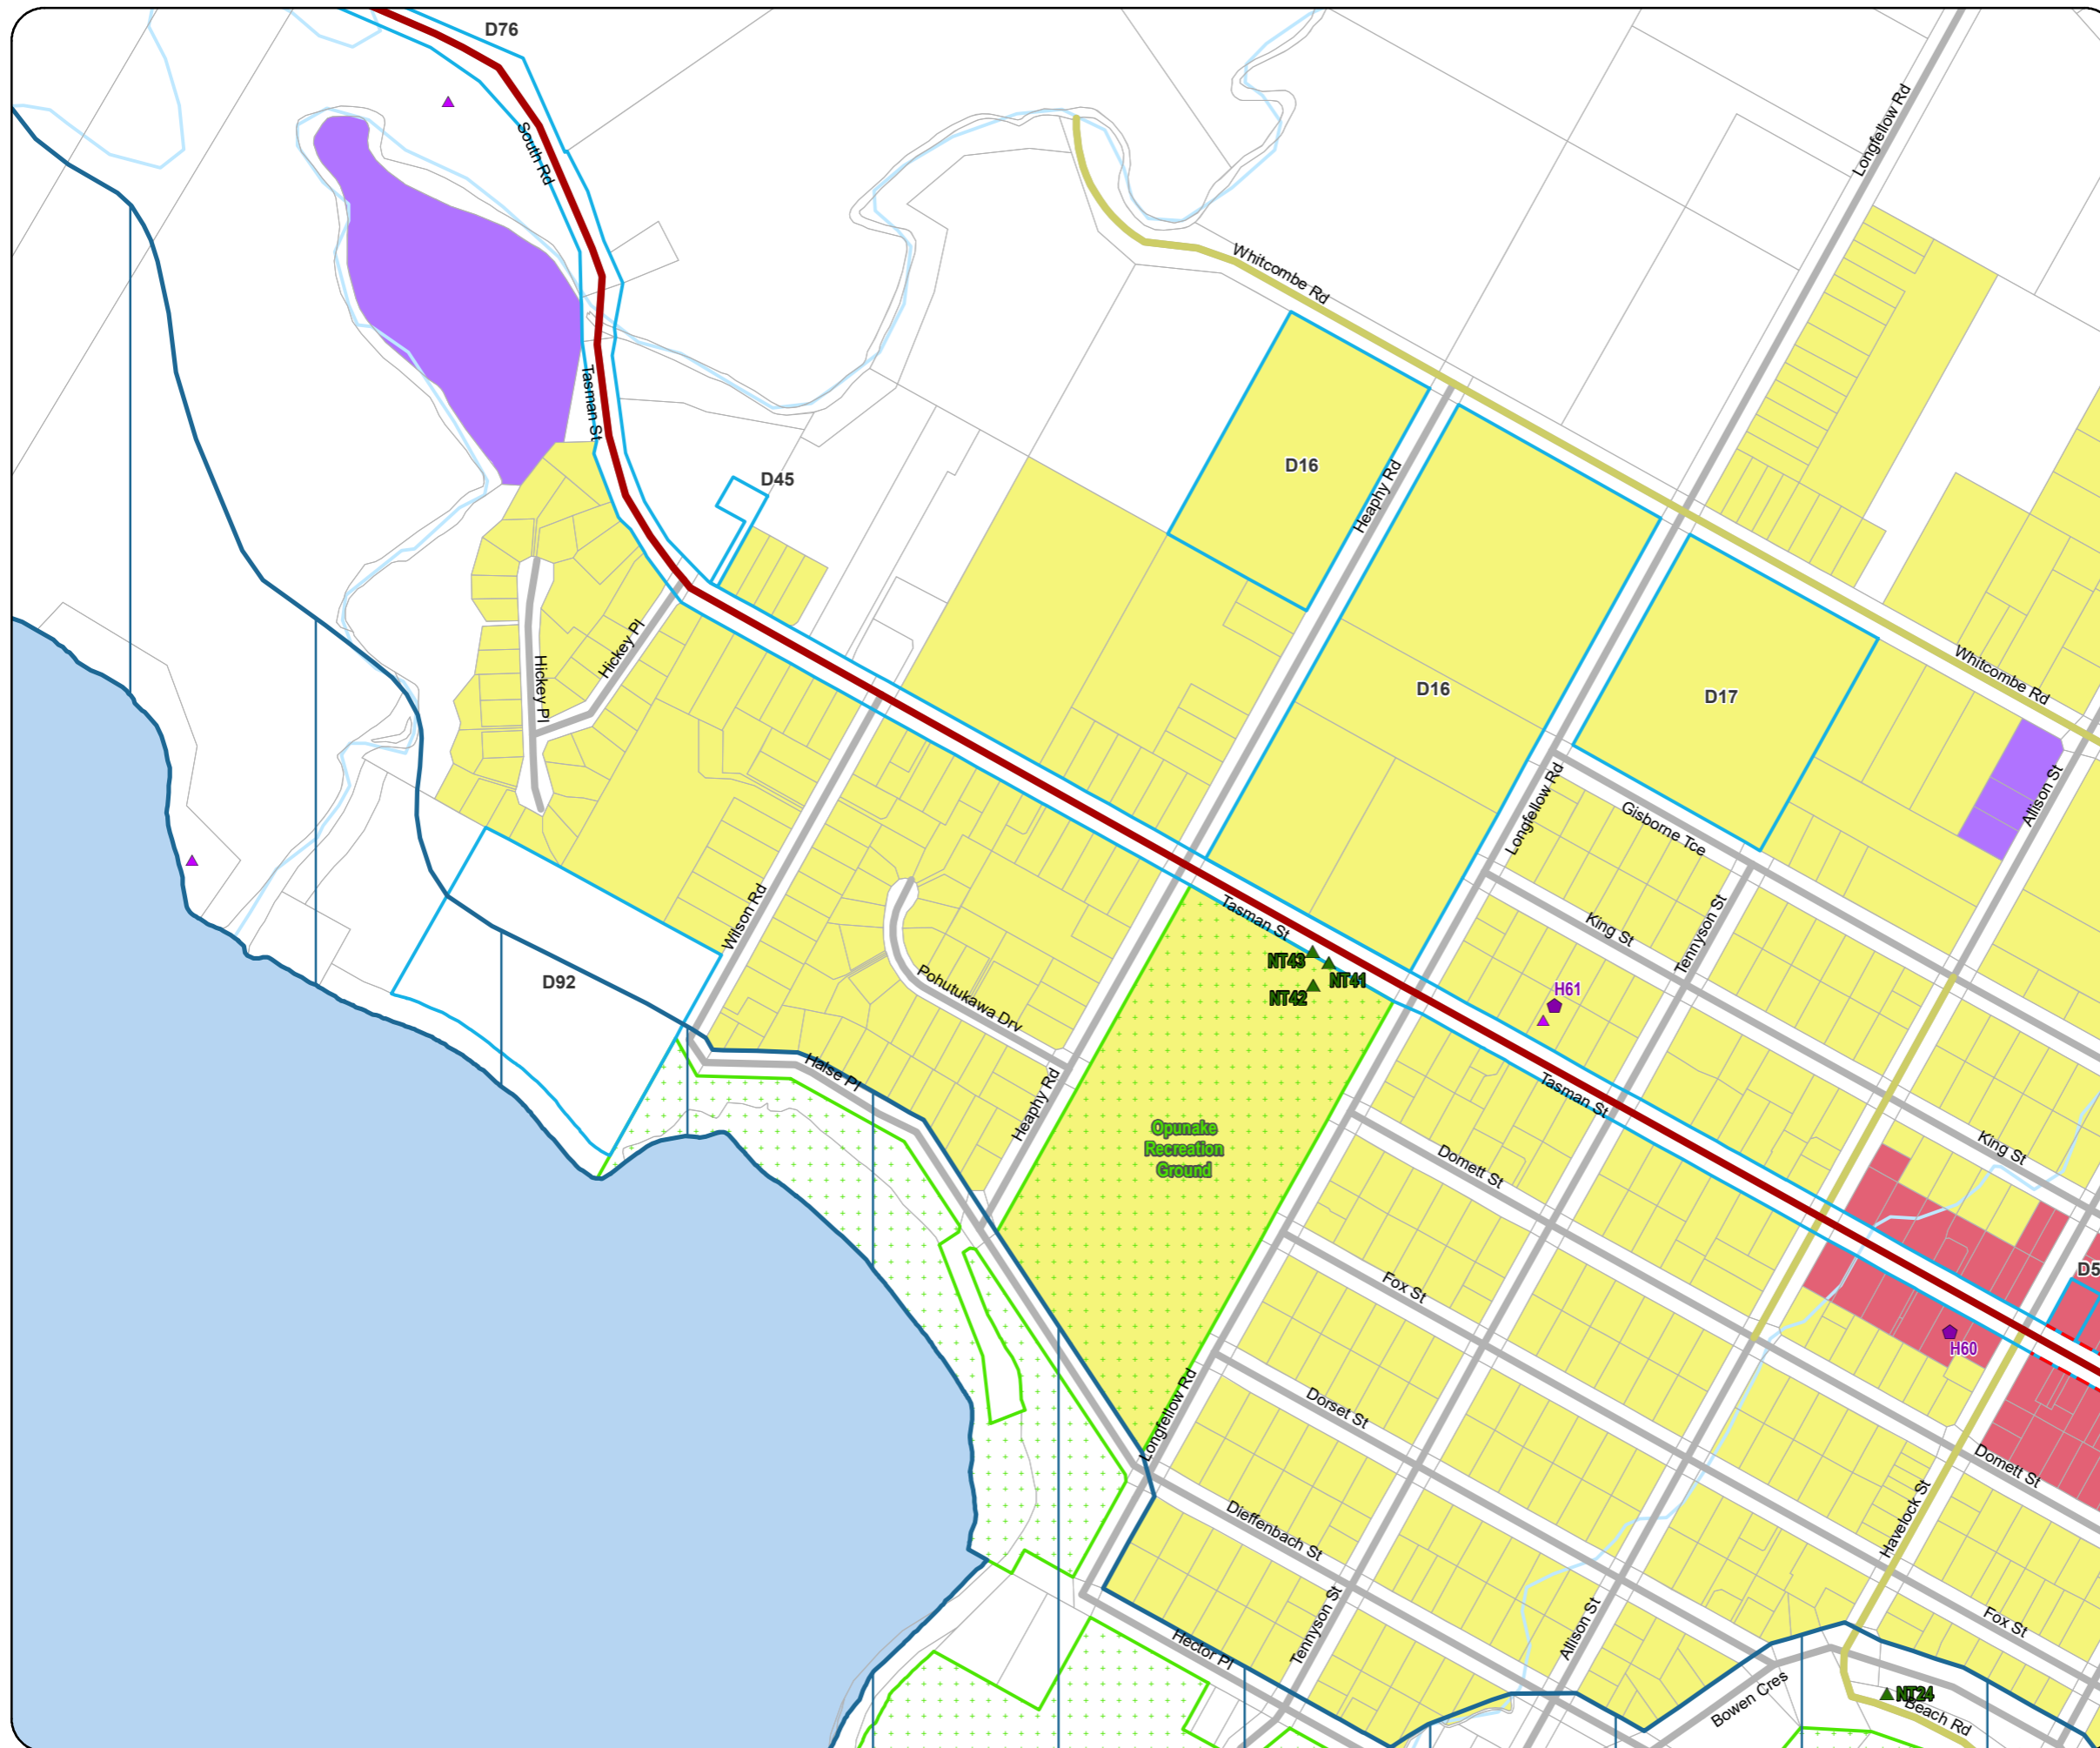 D76
South Rd
Longfellow Rd
Whitcombe Rd
Tasman St
D45
D16
Heaphy Rd
Hickey Pl
Hickey Pl
D16
D17
Whitcombe Rd
Allison St
Longfellow Rd
Gisborne Tce
Wilson Rd
Tasman St
King St
Tennyson St
NT43
NT41
NT42
H61
D92
Pohutukawa Drv
Halse Pl
Heaphy Rd
Tasman St
Opunake
Recreation
Ground
Domett St
King St
D5
Fox St
H60
Longfellow Rd
Dorset St
Domett St
Havelock St
Dieffenbach St
Tennyson St
Allison St
Fox St
Hector Pl
Bowen Cres
NT24
Beach Rd